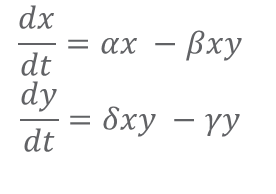 dx/dt = αx − βxy
dy/dt = δxy − γy